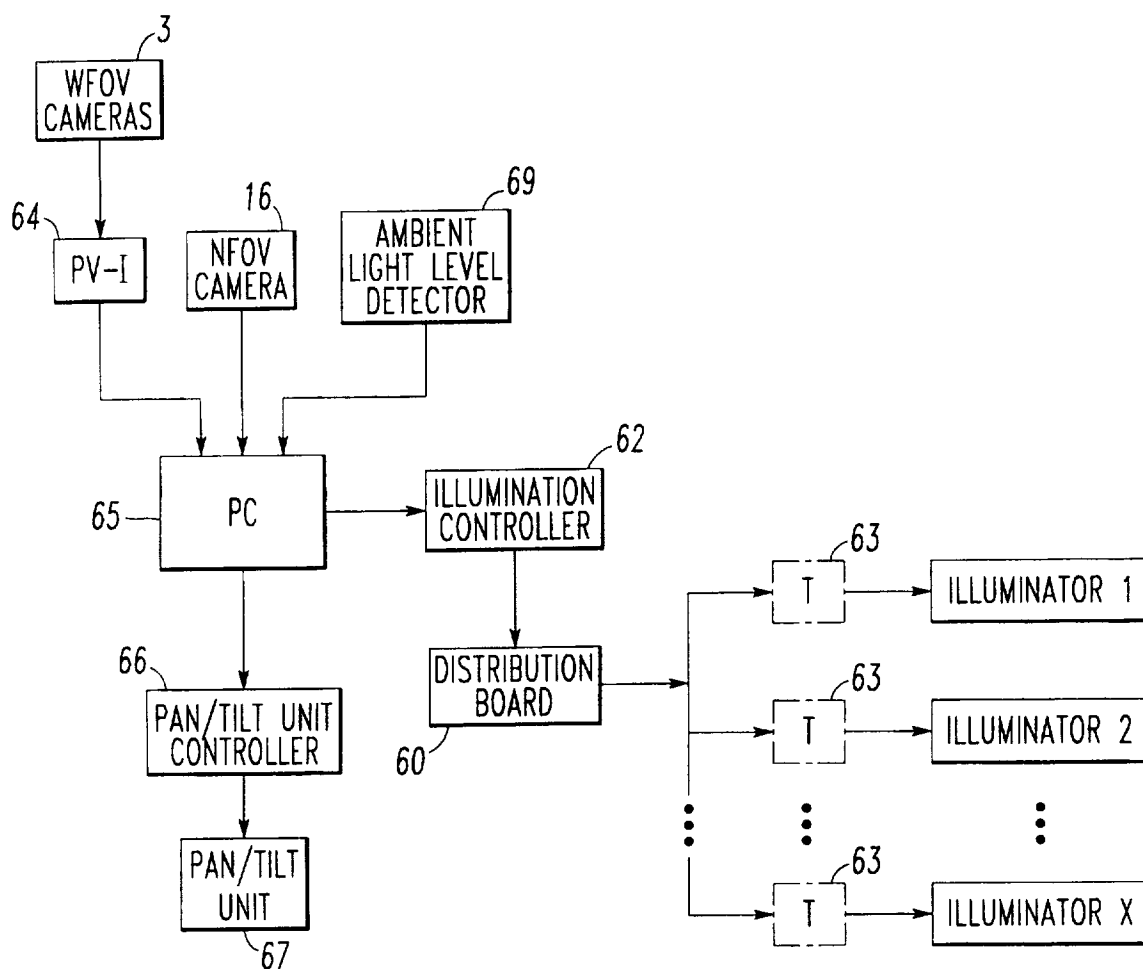 3
WFOV
CAMERAS
64
PV-I
16
NFOV
CAMERA
69
AMBIENT
LIGHT LEVEL
DETECTOR
65
PC
62
ILLUMINATION
CONTROLLER
66
PAN/TILT UNIT
CONTROLLER
DISTRIBUTION
BOARD
60
PAN/TILT
UNIT
67
63
T
ILLUMINATOR 1
63
T
ILLUMINATOR 2
63
T
ILLUMINATOR X